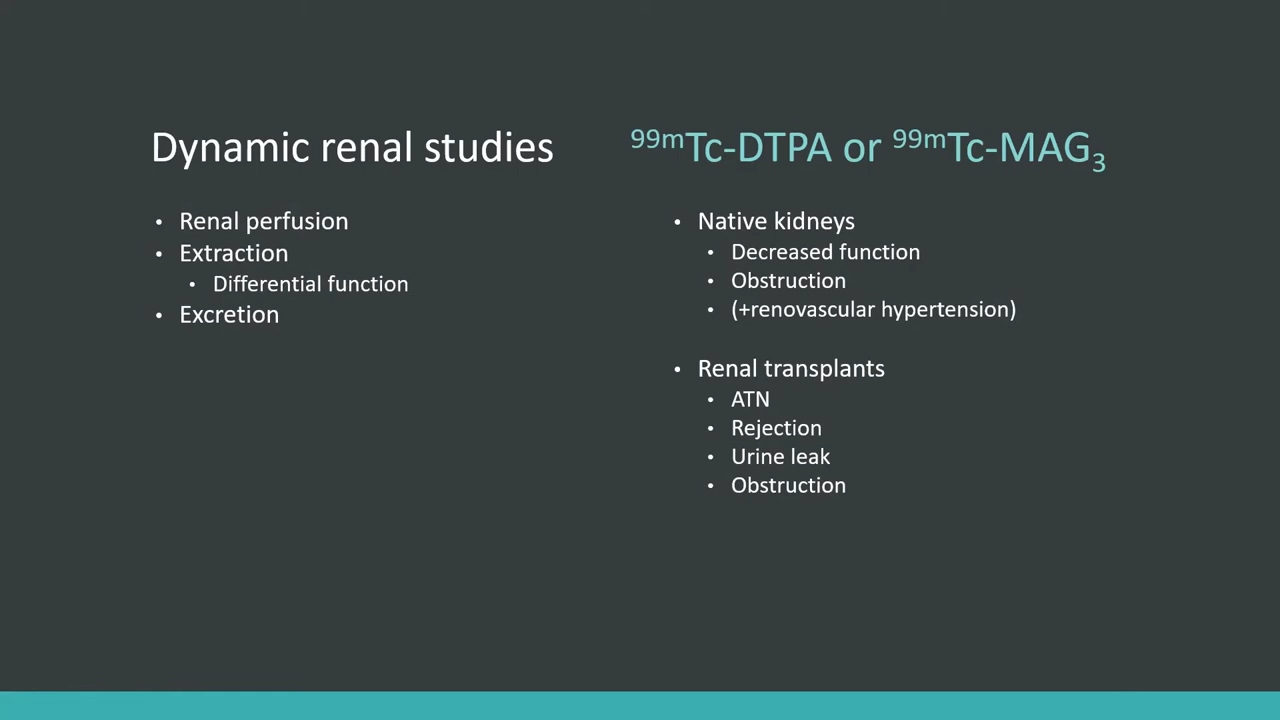 Dynamic renal studies
• Renal perfusion
• Extraction
• Differential function
• Excretion
⁹⁹ᵐTc-DTPA or ⁹⁹ᵐTc-MAG₃
• Native kidneys
• Decreased function
• Obstruction
• (+renovascular hypertension)
• Renal transplants
• ATN
• Rejection
• Urine leak
• Obstruction